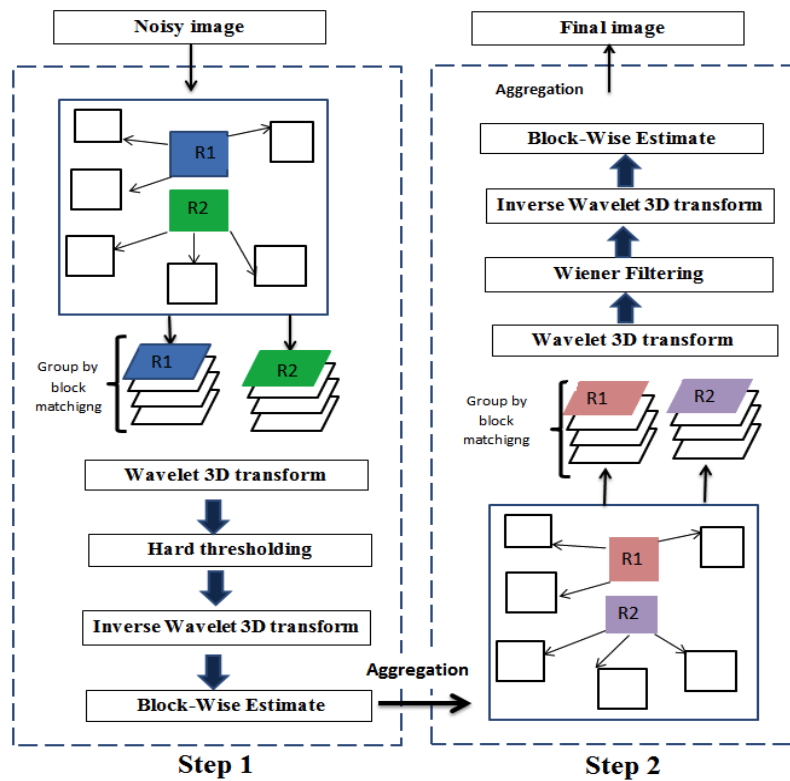 Noisy image
R1
R2
Group by
block
matchigng
R1
R2
Wavelet 3D transform
Hard thresholding
Inverse Wavelet 3D transform
Block-Wise Estimate
Step 1
Aggregation
Final image
Aggregation
Block-Wise Estimate
Inverse Wavelet 3D transform
Wiener Filtering
Wavelet 3D transform
Group by
block
matchigng
R1
R2
R1
R2
Step 2